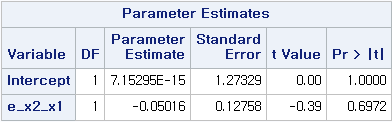 Parameter Estimates
Variable DF Parameter Estimate Standard Error t Value Pr > |t|
Intercept 1 7.15295E-15 1.27329 0.00 1.0000
e_x2_x1 1 -0.05016 0.12758 -0.39 0.6972